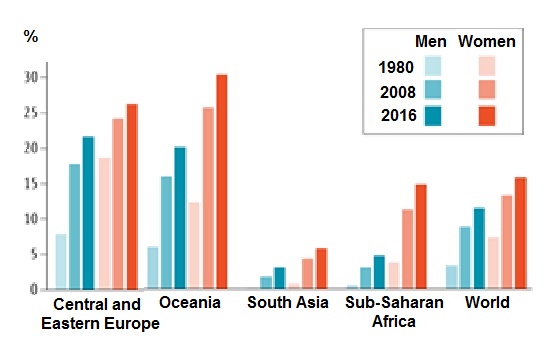 %
Men Women
1980
2008
2016
30
25
20
15
10
5
0
Central and
Eastern Europe
Oceania
South Asia
Sub-Saharan
Africa
World